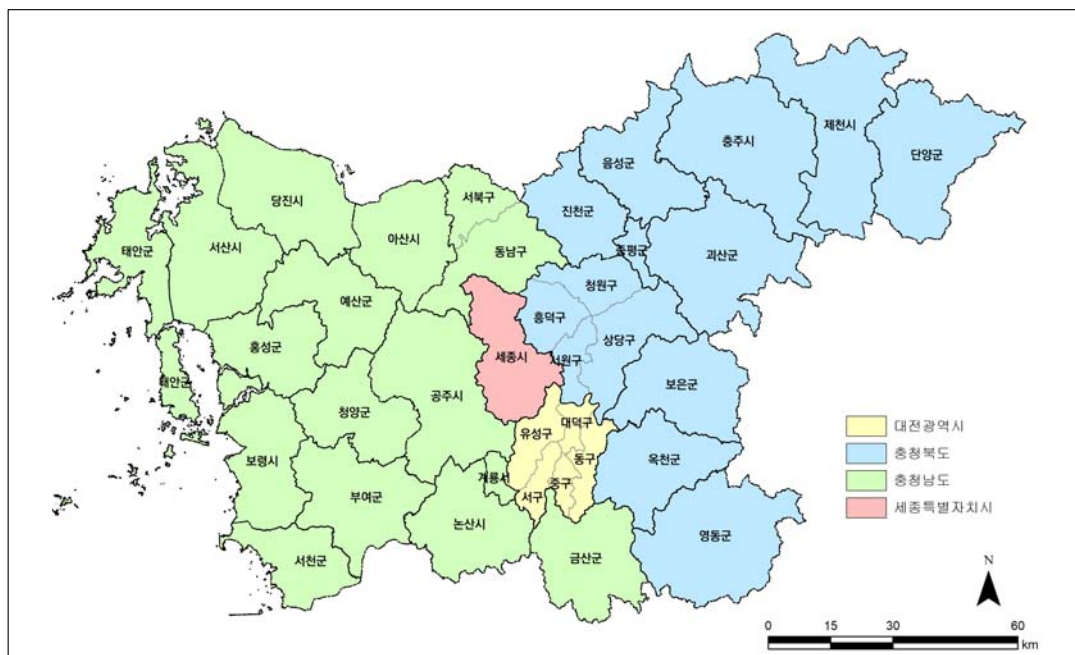 제천시
충주시
단양군
음성군
서북구
당진시
진천군
아산시
동남구
태안군
서산시
증평군
괴산군
청원구
예산군
흥덕구
상당구
홍성군
세종시
서원구
태안군
보은군
공주시
청양군
대덕구
유성구
대전광역시
보령시
동구
옥천군
충청북도
계룡시
부여군
서구
중구
충청남도
논산시
세종특별자치시
영동군
서천군
금산군
N
0 15 30 60
km